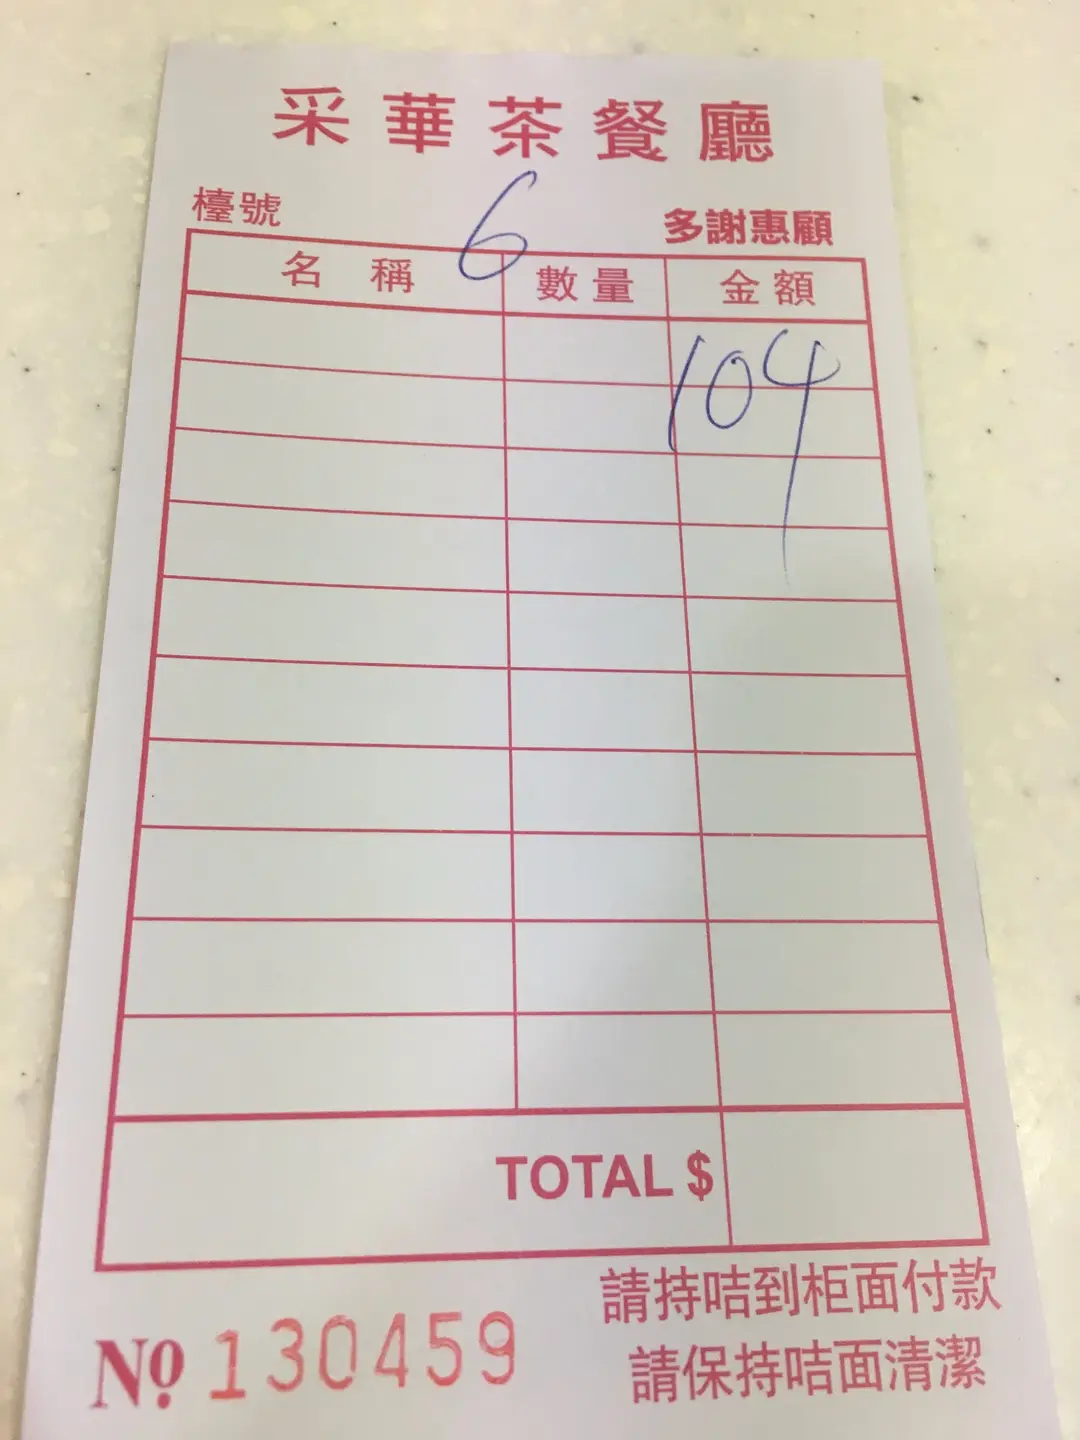 采華茶餐廳
檯號 6 多謝惠顧
名稱 數量 金額
104
TOTAL $
請持咭到柜面付款
請保持咭面清潔
Nº 130459